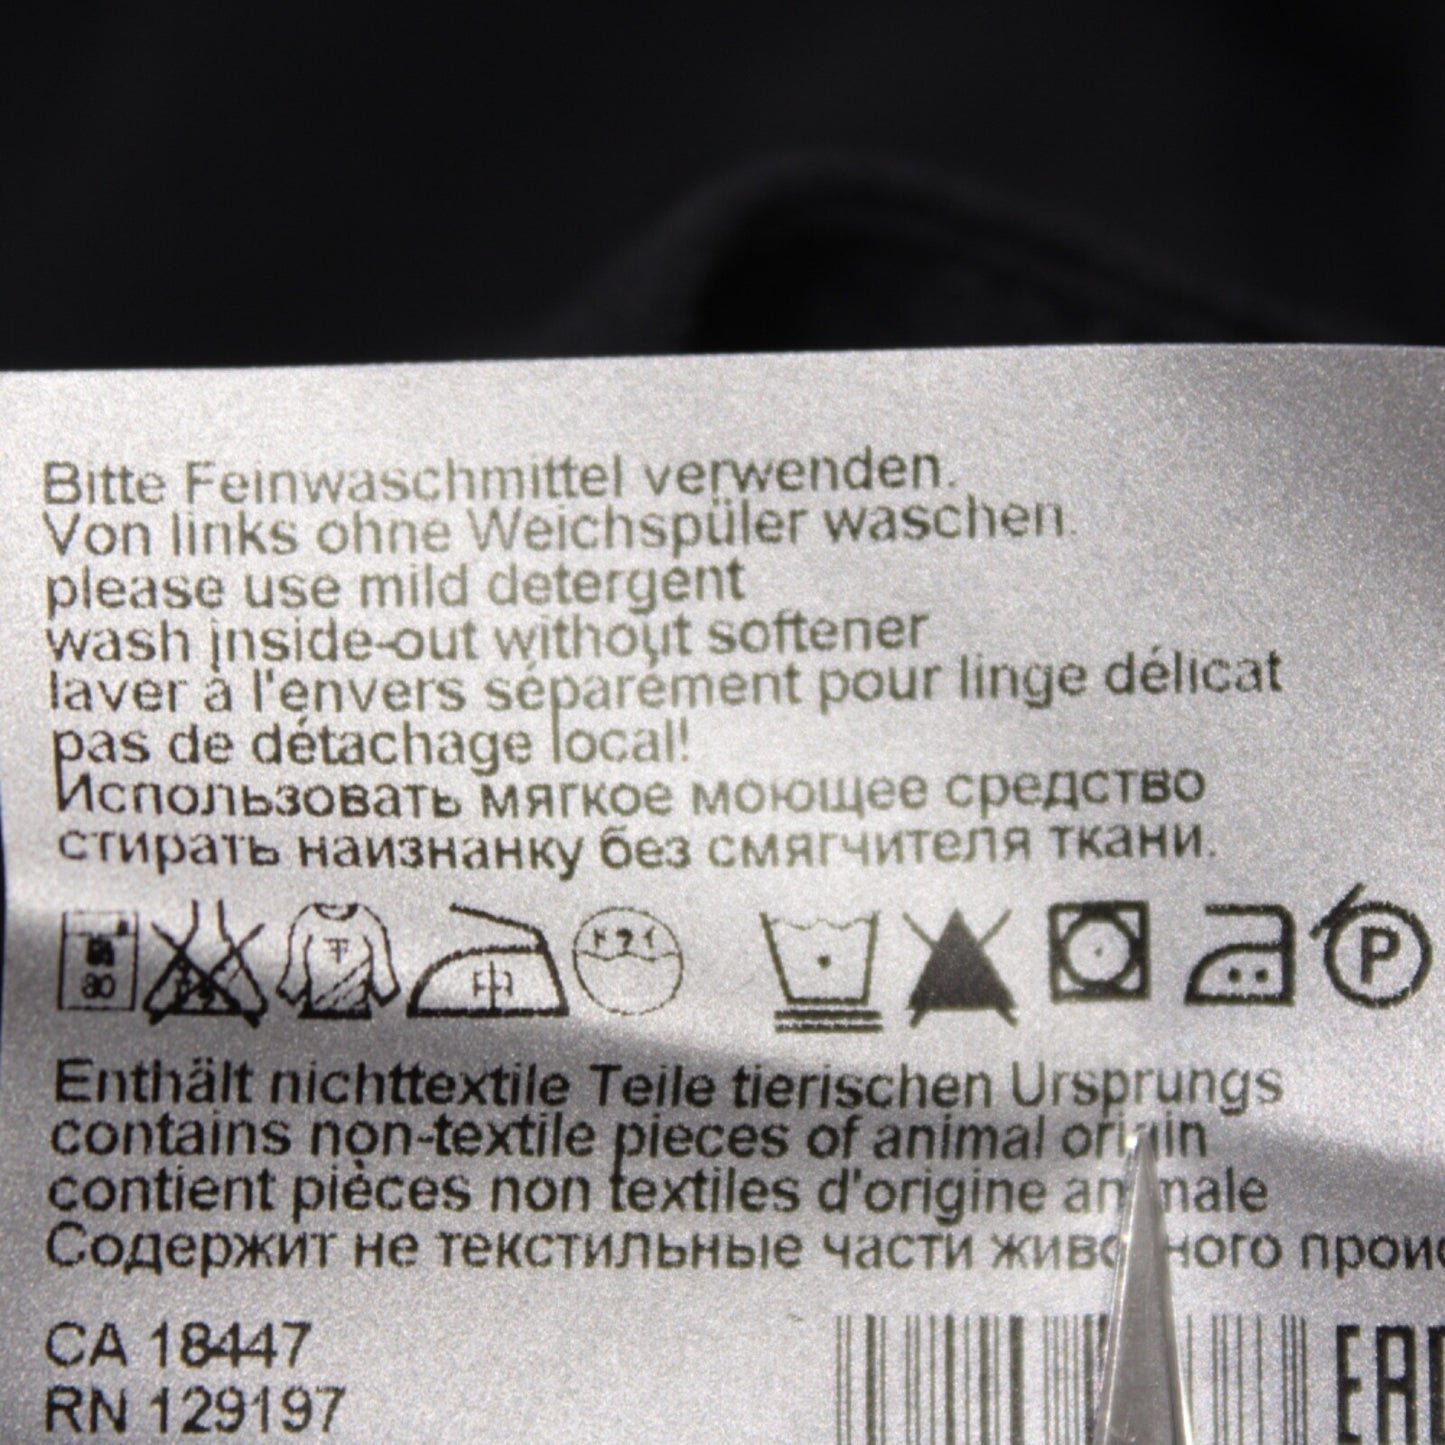 Bitte Feinwaschmittel verwenden.
Von links ohne Weichspüler waschen.
please use mild detergent
wash inside-out without softener
laver à l'envers séparément pour linge délicat
pas de détachage local!
Использовать мягкое моющее средство
стирать наизнанку без смягчителя ткани.
80
P
Enthält nichttextile Teile tierischen Ursprungs
contains non-textile pieces of animal origin
contient pièces non textiles d'origine animale
Содержит не текстильные части животного
CA 18447
RN 129197